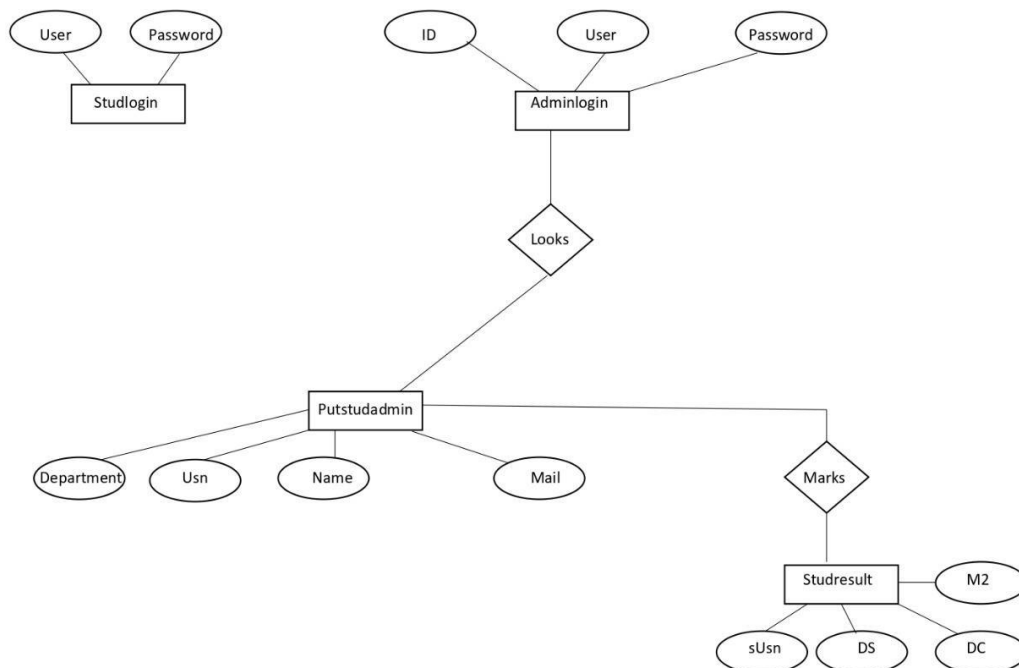 User
Password
ID
User
Password
Studlogin
Adminlogin
Looks
Putstudadmin
Department
Usn
Name
Mail
Marks
Studresult
M2
sUsn
DS
DC